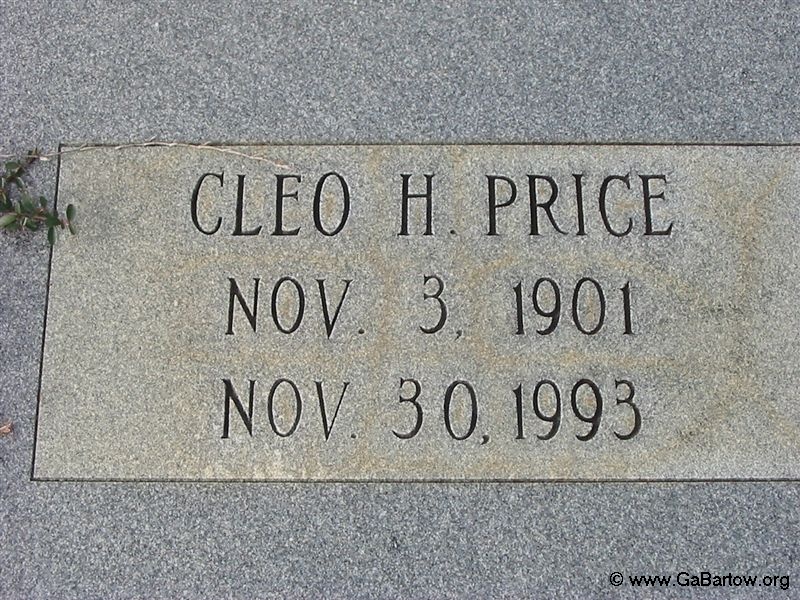 CLEO H. PRICE
NOV. 3, 1901
NOV. 30, 1993
© www.GaBartow.org